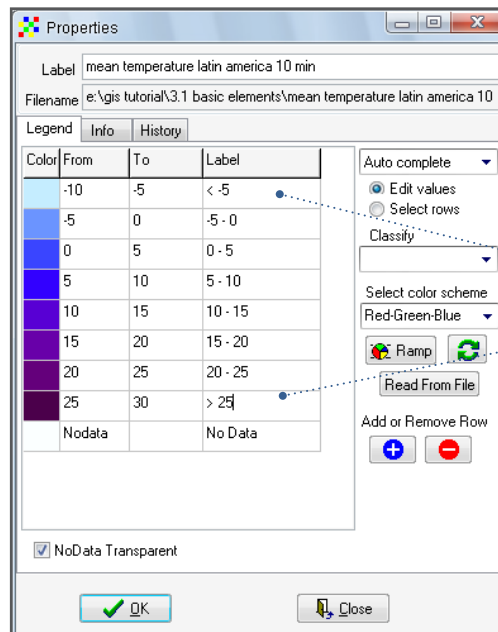 Properties
Label mean temperature latin america 10 min
Filename e:\gis tutorial\3.1 basic elements\mean temperature latin america 10
Legend Info History
Color From To Label
-10 -5 < -5
-5 0 -5 - 0
0 5 0 - 5
5 10 5 - 10
10 15 10 - 15
15 20 15 - 20
20 25 20 - 25
25 30 > 25
Nodata No Data
Auto complete
Edit values
Select rows
Classify
Select color scheme
Red-Green-Blue
Ramp
Read From File
Add or Remove Row
NoData Transparent
OK Close